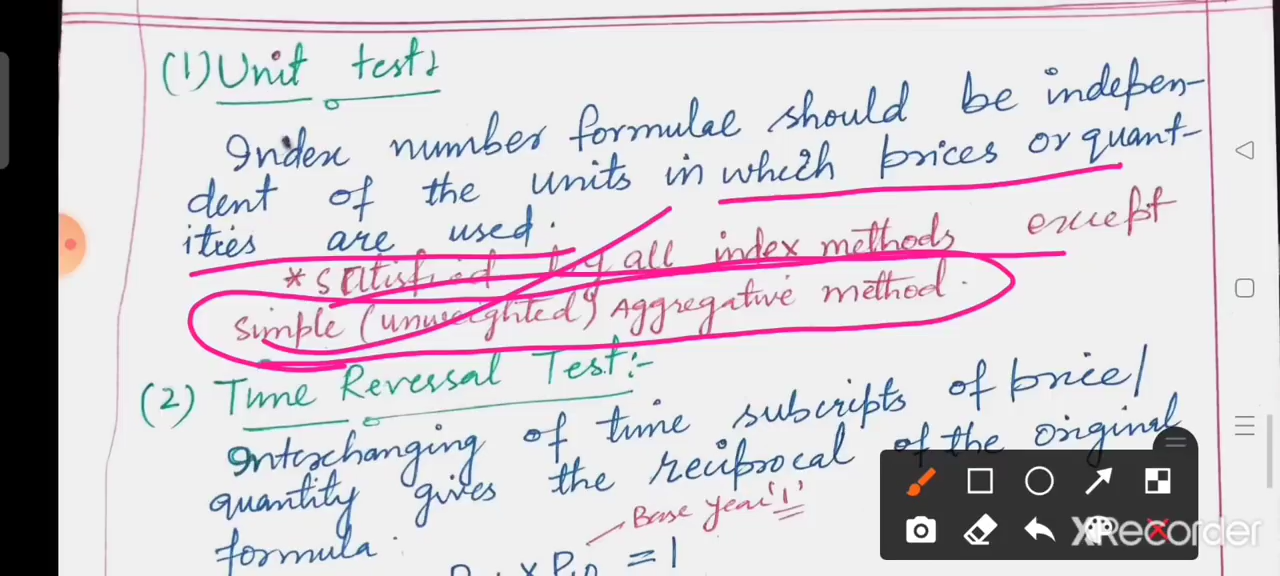 (1) Unit test:
Index number formulae should be indepen-
dent of the units in which prices or quant-
ities are used.
* Satisfied by all index methods except
simple (unweighted) Aggregative method.
(2) Time Reversal Test:-
Interchanging of time subcripts of price/
quantity gives the reciprocal of the original
formula.
Base year '1'
= 1
XRecorder